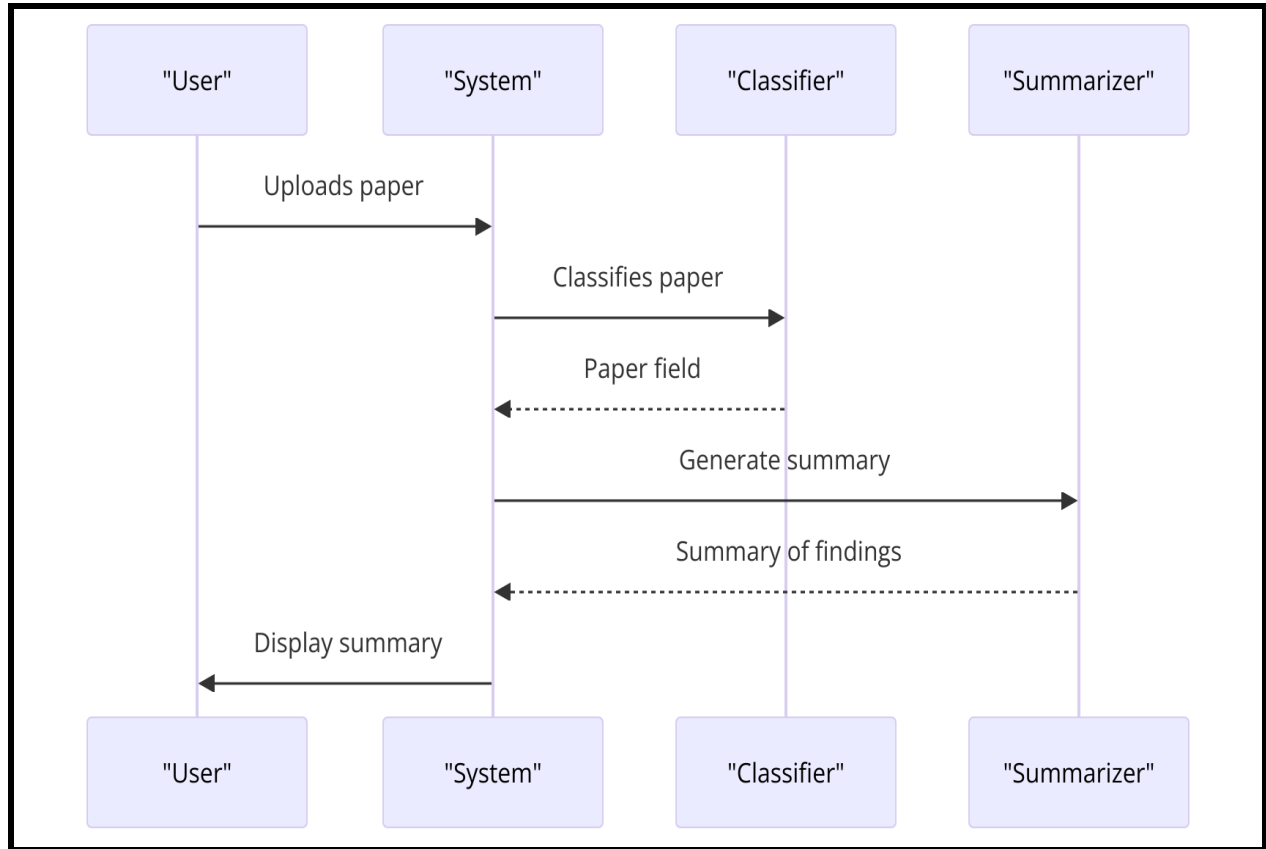 "User"
"System"
"Classifier"
"Summarizer"
Uploads paper
Classifies paper
Paper field
Generate summary
Summary of findings
Display summary
"User"
"System"
"Classifier"
"Summarizer"